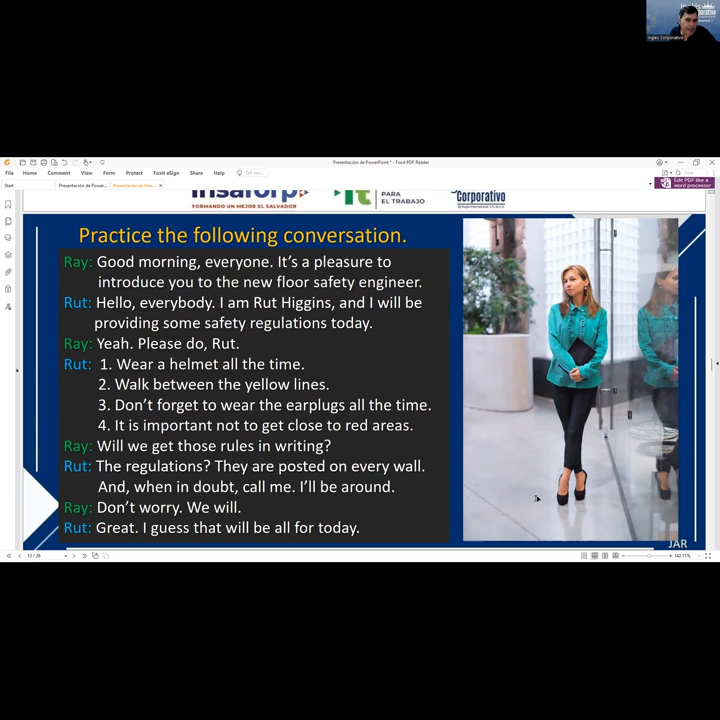 Inglés Corporativo
Presentación de PowerPoint * - Foxit PDF Reader
File Home Comment View Form Protect Foxit eSign Share Help Tell me...
Edit PDF like a
word processor
Start Presentación de Power...
insaforp
FORMANDO UN MEJOR EL SALVADOR
PARA
EL TRABAJO
Corporativo
Practice the following conversation.
Ray: Good morning, everyone. It's a pleasure to
introduce you to the new floor safety engineer.
Rut: Hello, everybody. I am Rut Higgins, and I will be
providing some safety regulations today.
Ray: Yeah. Please do, Rut.
Rut: 1. Wear a helmet all the time.
2. Walk between the yellow lines.
3. Don't forget to wear the earplugs all the time.
4. It is important not to get close to red areas.
Ray: Will we get those rules in writing?
Rut: The regulations? They are posted on every wall.
And, when in doubt, call me. I'll be around.
Ray: Don't worry. We will.
Rut: Great. I guess that will be all for today.
JAR
13 / 26
142,11%